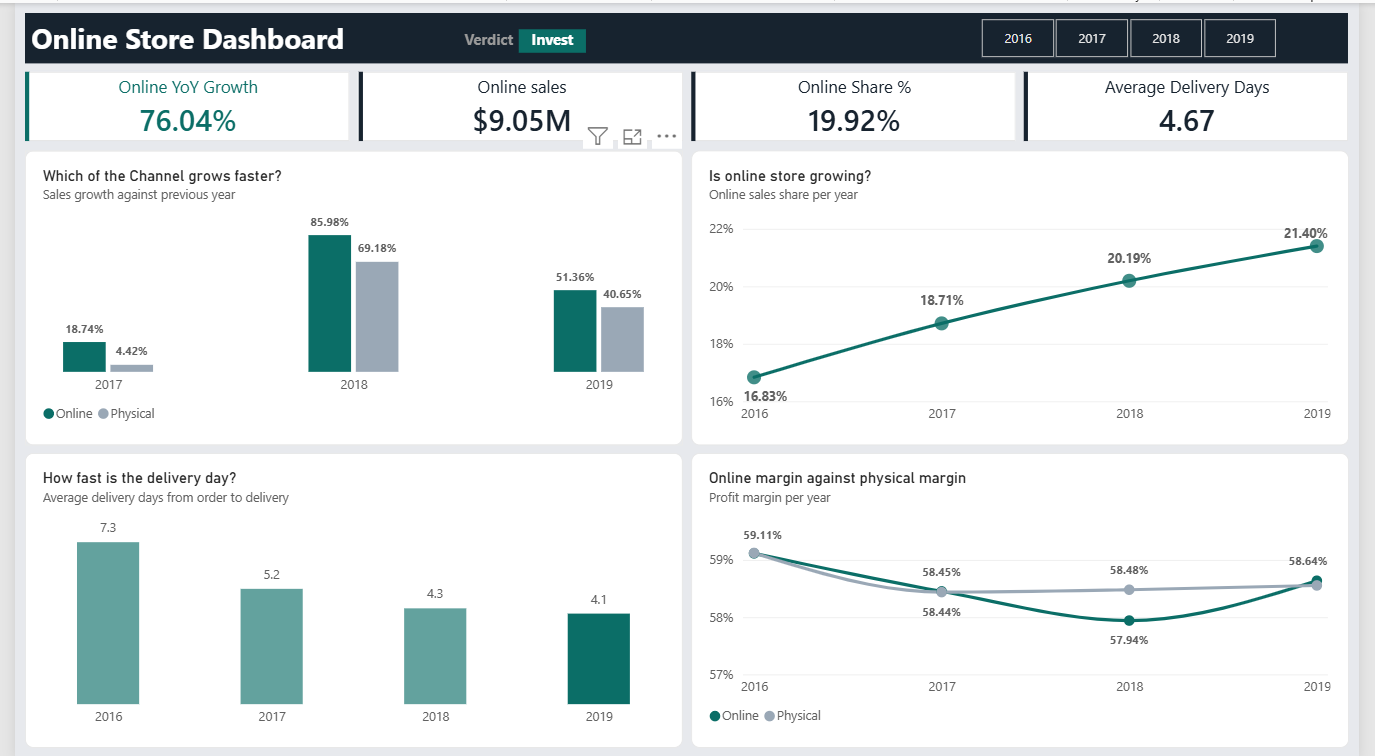 Online Store Dashboard
Verdict Invest
2016 2017 2018 2019
Online YoY Growth
76.04%
Online sales
$9.05M
Online Share %
19.92%
Average Delivery Days
4.67
Which of the Channel grows faster?
Sales growth against previous year
85.98%
69.18%
51.36%
40.65%
18.74%
4.42%
2017 2018 2019
Online Physical
Is online store growing?
Online sales share per year
22%
20%
18%
16%
16.83%
18.71%
20.19%
21.40%
2016 2017 2018 2019
How fast is the delivery day?
Average delivery days from order to delivery
7.3
5.2
4.3
4.1
2016 2017 2018 2019
Online margin against physical margin
Profit margin per year
59%
58%
57%
59.11%
58.45%
58.44%
58.48%
57.94%
58.64%
2016 2017 2018 2019
Online Physical